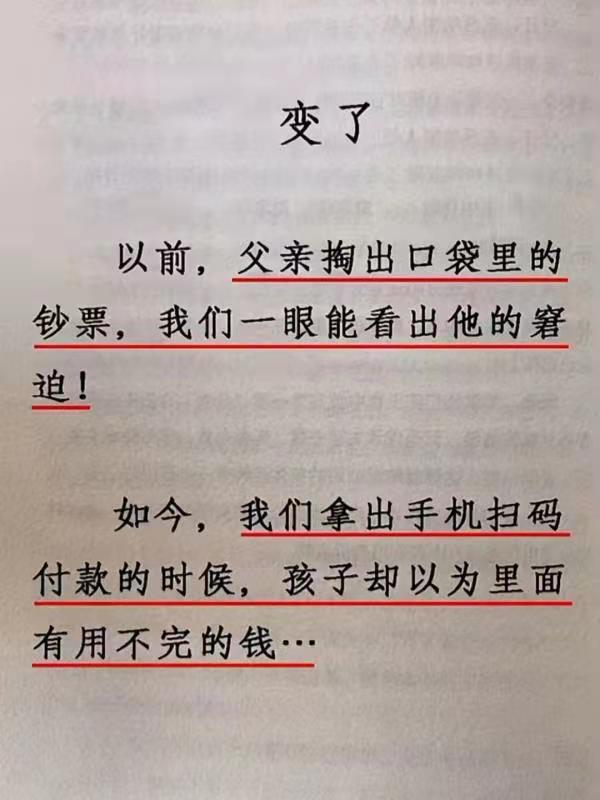 变了
以前，父亲掏出口袋里的
钞票，我们一眼能看出他的窘
迫！
如今，我们拿出手机扫码
付款的时候，孩子却以为里面
有用不完的钱…